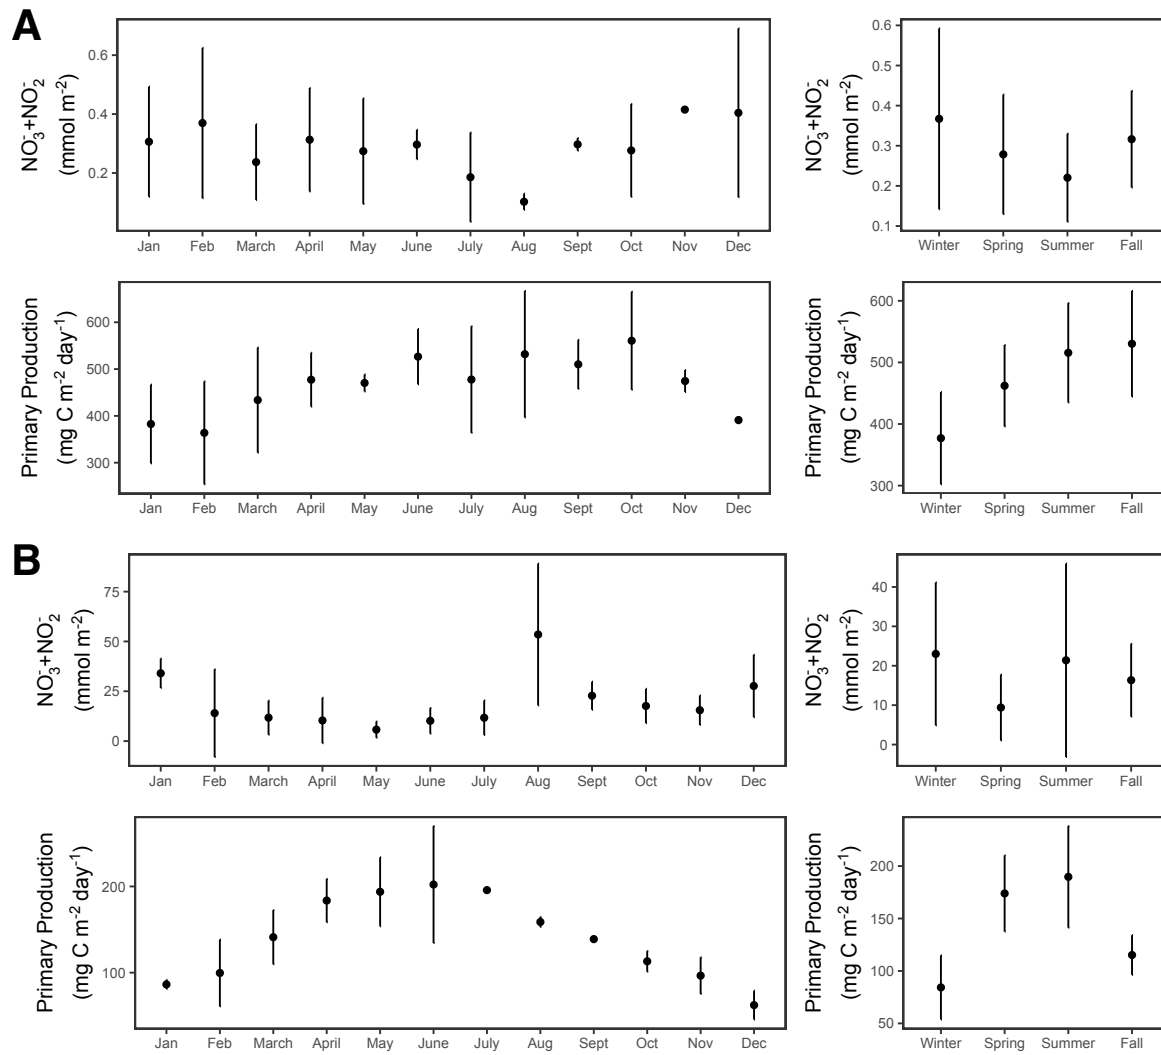 A
NO₃⁻+NO₂⁻
(mmol m⁻²)
0.6
0.4
0.2
Jan Feb March April May June July Aug Sept Oct Nov Dec
NO₃⁻+NO₂⁻
(mmol m⁻²)
0.6
0.5
0.4
0.3
0.2
0.1
Winter Spring Summer Fall
Primary Production
(mg C m⁻² day⁻¹)
600
500
400
300
Jan Feb March April May June July Aug Sept Oct Nov Dec
Primary Production
(mg C m⁻² day⁻¹)
600
500
400
300
Winter Spring Summer Fall
B
NO₃⁻+NO₂⁻
(mmol m⁻²)
75
50
25
0
Jan Feb March April May June July Aug Sept Oct Nov Dec
NO₃⁻+NO₂⁻
(mmol m⁻²)
40
30
20
10
0
Winter Spring Summer Fall
Primary Production
(mg C m⁻² day⁻¹)
200
100
Jan Feb March April May June July Aug Sept Oct Nov Dec
Primary Production
(mg C m⁻² day⁻¹)
200
150
100
50
Winter Spring Summer Fall